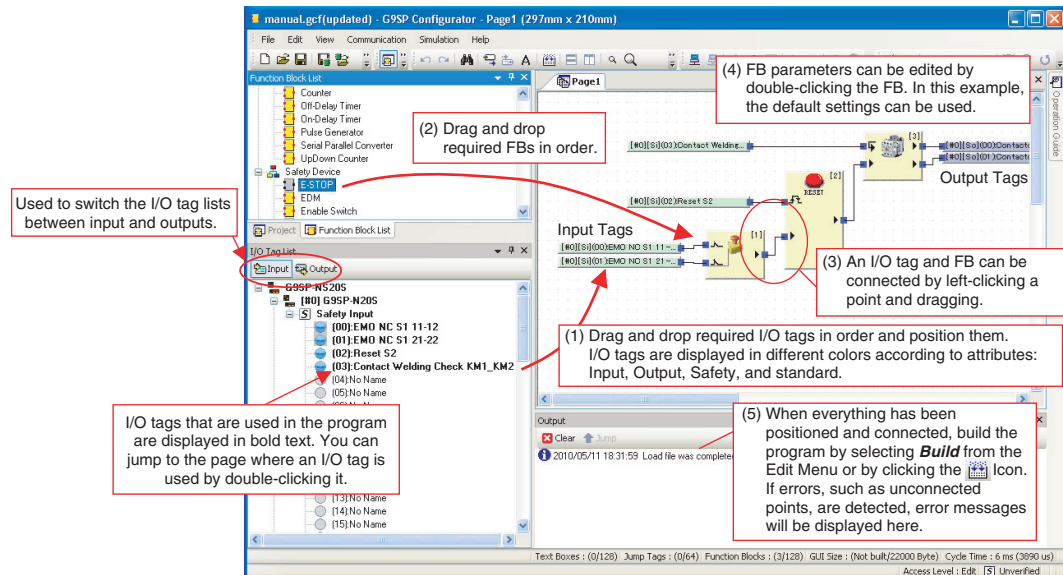 manual.gcf(updated) - G9SP Configurator - Page1 (297mm x 210mm)
File Edit View Communication Simulation Help
Function Block List
Counter
Off-Delay Timer
On-Delay Timer
Pulse Generator
Serial Parallel Converter
UpDown Counter
Safety Device
E-STOP
EDM
Enable Switch
Project Function Block List
(2) Drag and drop
required FBs in order.
Used to switch the I/O tag lists
between input and outputs.
I/O Tag List
Input Output
G9SP-NS20S
[#0] G9SP-N20S
S Safety Input
(00):EMO NC S1 11-12
(01):EMO NC S1 21-22
(02):Reset S2
(03):Contact Welding Check KM1_KM2
(04):No Name
(05):No Name
I/O tags that are used in the program
are displayed in bold text. You can
jump to the page where an I/O tag is
used by double-clicking it.
(13):No Name
(14):No Name
(15):No Name
Page1
(4) FB parameters can be edited by
double-clicking the FB. In this example,
the default settings can be used.
Operation Guide
[#0][Si](03):Contact Welding...
[3]
[#0][So](00):Contacto
[#0][So](01):Contacto
Output Tags
[2]
RESET
[#0][Si](02):Reset S2
Input Tags
[1]
[#0][Si](00):EMO NC S1 11-...
[#0][Si](01):EMO NC S1 21-...
(3) An I/O tag and FB can be
connected by left-clicking a
point and dragging.
(1) Drag and drop required I/O tags in order and position them.
I/O tags are displayed in different colors according to attributes:
Input, Output, Safety, and standard.
Output
Clear Jump
2010/05/11 18:31:59 Load file was complete
(5) When everything has been
positioned and connected, build the
program by selecting Build from the
Edit Menu or by clicking the Icon.
If errors, such as unconnected
points, are detected, error messages
will be displayed here.
Text Boxes : (0/128) Jump Tags : (0/64) Function Blocks : (3/128) GUI Size : (Not built/22000 Byte) Cycle Time : 6 ms (3890 us)
Access Level : Edit S Unverified